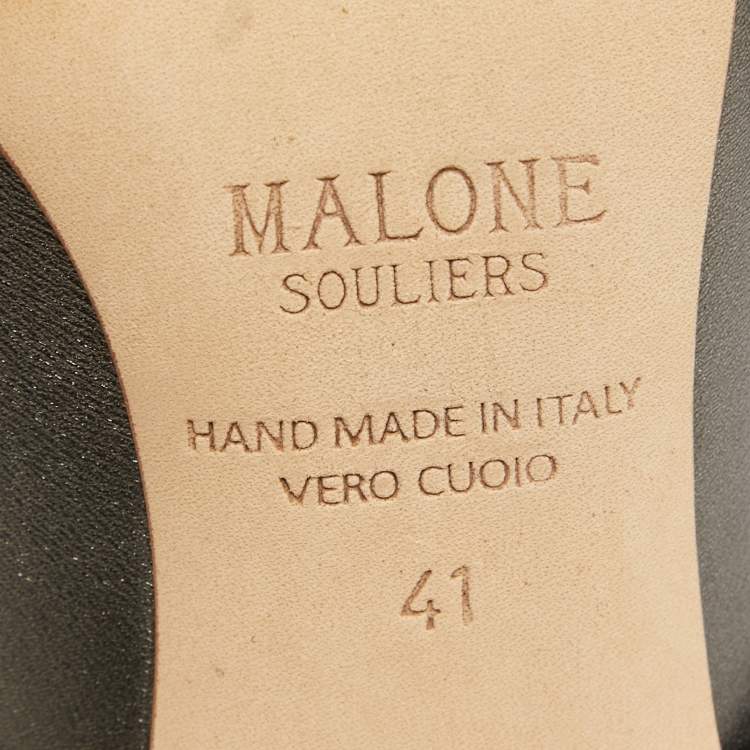 MALONE
SOULIERS
HAND MADE IN ITALY
VERO CUOIO
41